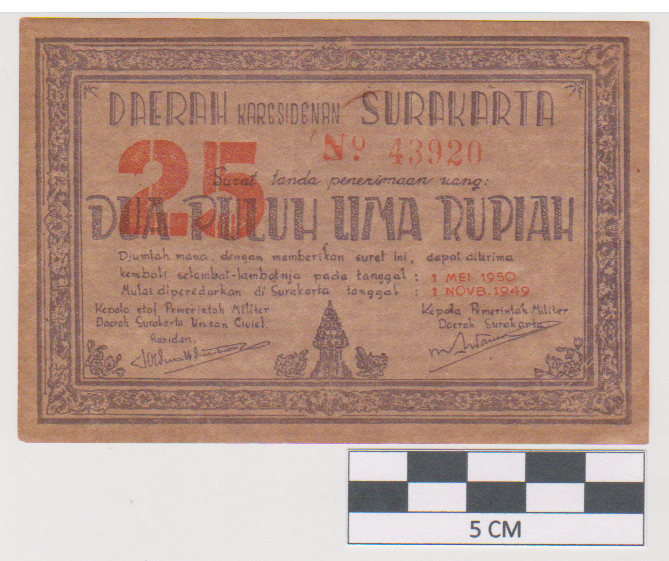 DAERAH KARESIDENAN SURAKARTA
25
Nº 43920
Surat tanda penerimaan uang:
DUA PULUH LIMA RUPIAH
Djumlah mana, dengan memberikan surat ini, dapat diterima
kembali selambat-lambatnja pada tanggal : 1 MEI 1950
Mulai diperedarkan di Surakarta tanggal : 1 NOVB. 1949
Kepala staf Pemerintah Militer
Daerah Surakarta Urusan Civiel
Residen.
Kepala Pemerintah Militer
Daerah Surakarta
5 CM